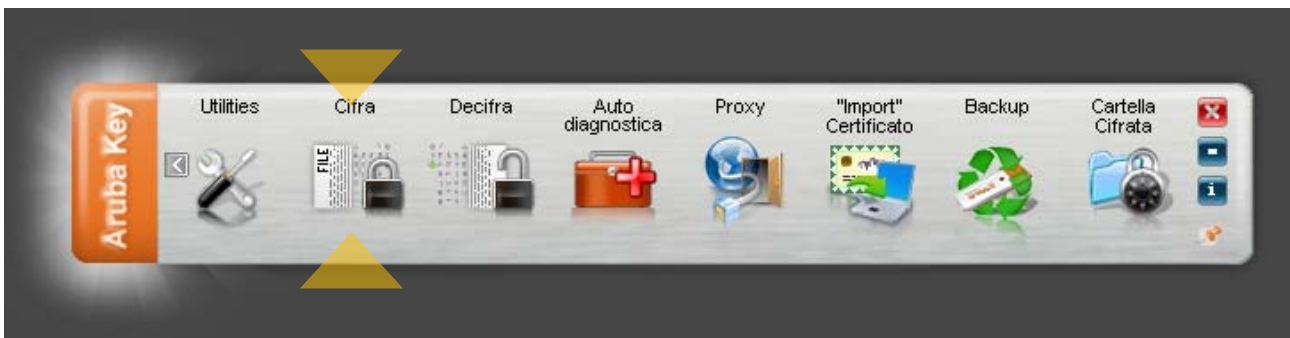 Aruba Key
Utilities
Cifra
FILE
Decifra
Auto
diagnostica
Proxy
"Import"
Certificato
Backup
Cartella
Cifrata
i